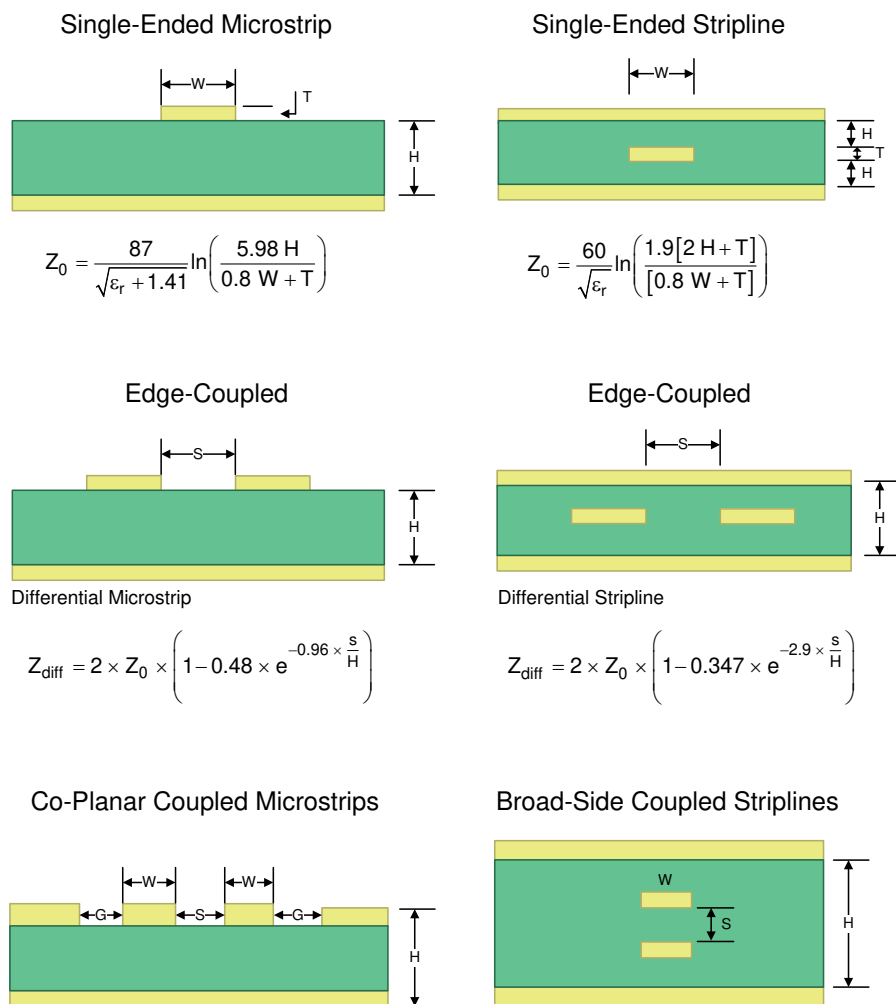 Single-Ended Microstrip
W
T
H
Z₀ = 87 / √(εr + 1.41) ln(5.98 H / 0.8 W + T)
Single-Ended Stripline
W
H
T
H
Z₀ = 60 / √εr ln(1.9[2 H + T] / [0.8 W + T])
Edge-Coupled
S
H
Differential Microstrip
Zdiff = 2 × Z₀ × (1 − 0.48 × e^(−0.96 × s/H))
Edge-Coupled
S
H
Differential Stripline
Zdiff = 2 × Z₀ × (1 − 0.347 × e^(−2.9 × s/H))
Co-Planar Coupled Microstrips
W W
G S G
H
Broad-Side Coupled Striplines
W
S
H